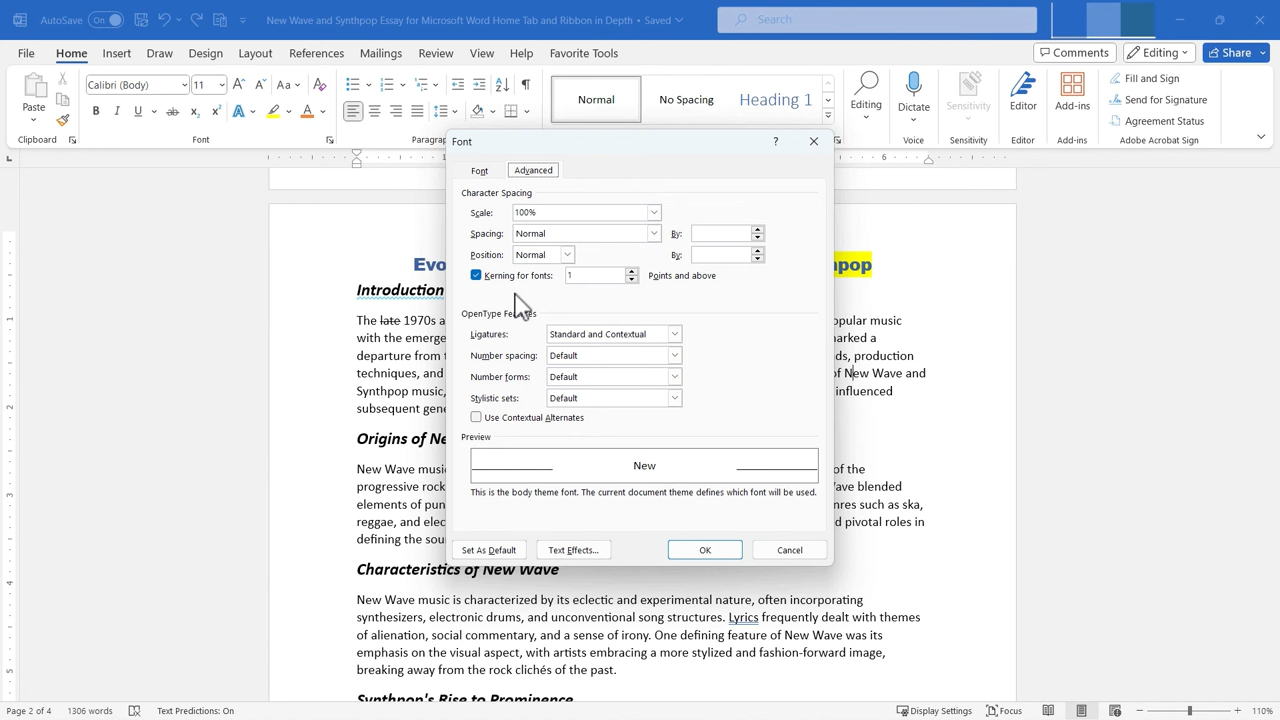 AutoSave On New Wave and Synthpop Essay for Microsoft Word Home Tab and Ribbon in Depth • Saved Search
File Home Insert Draw Design Layout References Mailings Review View Help Favorite Tools Comments Editing Share
Calibri (Body) 11 Aa Normal No Spacing Heading 1 Fill and Sign
Send for Signature
Paste B I U ab x₂ x² A A Editing Dictate Sensitivity Editor Add-ins Agreement Status
Clipboard Font Paragrap Voice Sensitivity Editor Add-ins Adobe Acrobat Sign
Font ?
Font Advanced
Character Spacing
Scale: 100%
Spacing: Normal By:
Position: Normal By:
Kerning for fonts: 1 Points and above
OpenType Fe
Ligatures: Standard and Contextual
Number spacing: Default
Number forms: Default
Stylistic sets: Default
Use Contextual Alternates
Preview
New
This is the body theme font. The current document theme defines which font will be used.
Set As Default Text Effects... OK Cancel
Evo hpop
Introduction
The late 1970s a opular music
with the emerge marked a
departure from t ds, production
techniques, and of New Wave and
Synthpop music, influenced
subsequent gene
Origins of Ne
New Wave music of the
progressive rock Wave blended
elements of pun nres such as ska,
reggae, and elec d pivotal roles in
defining the sou
Characteristics of New Wave
New Wave music is characterized by its eclectic and experimental nature, often incorporating
synthesizers, electronic drums, and unconventional song structures. Lyrics frequently dealt with themes
of alienation, social commentary, and a sense of irony. One defining feature of New Wave was its
emphasis on the visual aspect, with artists embracing a more stylized and fashion-forward image,
breaking away from the rock clichés of the past.
Synthpop's Rise to Prominence
Page 2 of 4 1306 words Text Predictions: On Display Settings Focus 110%